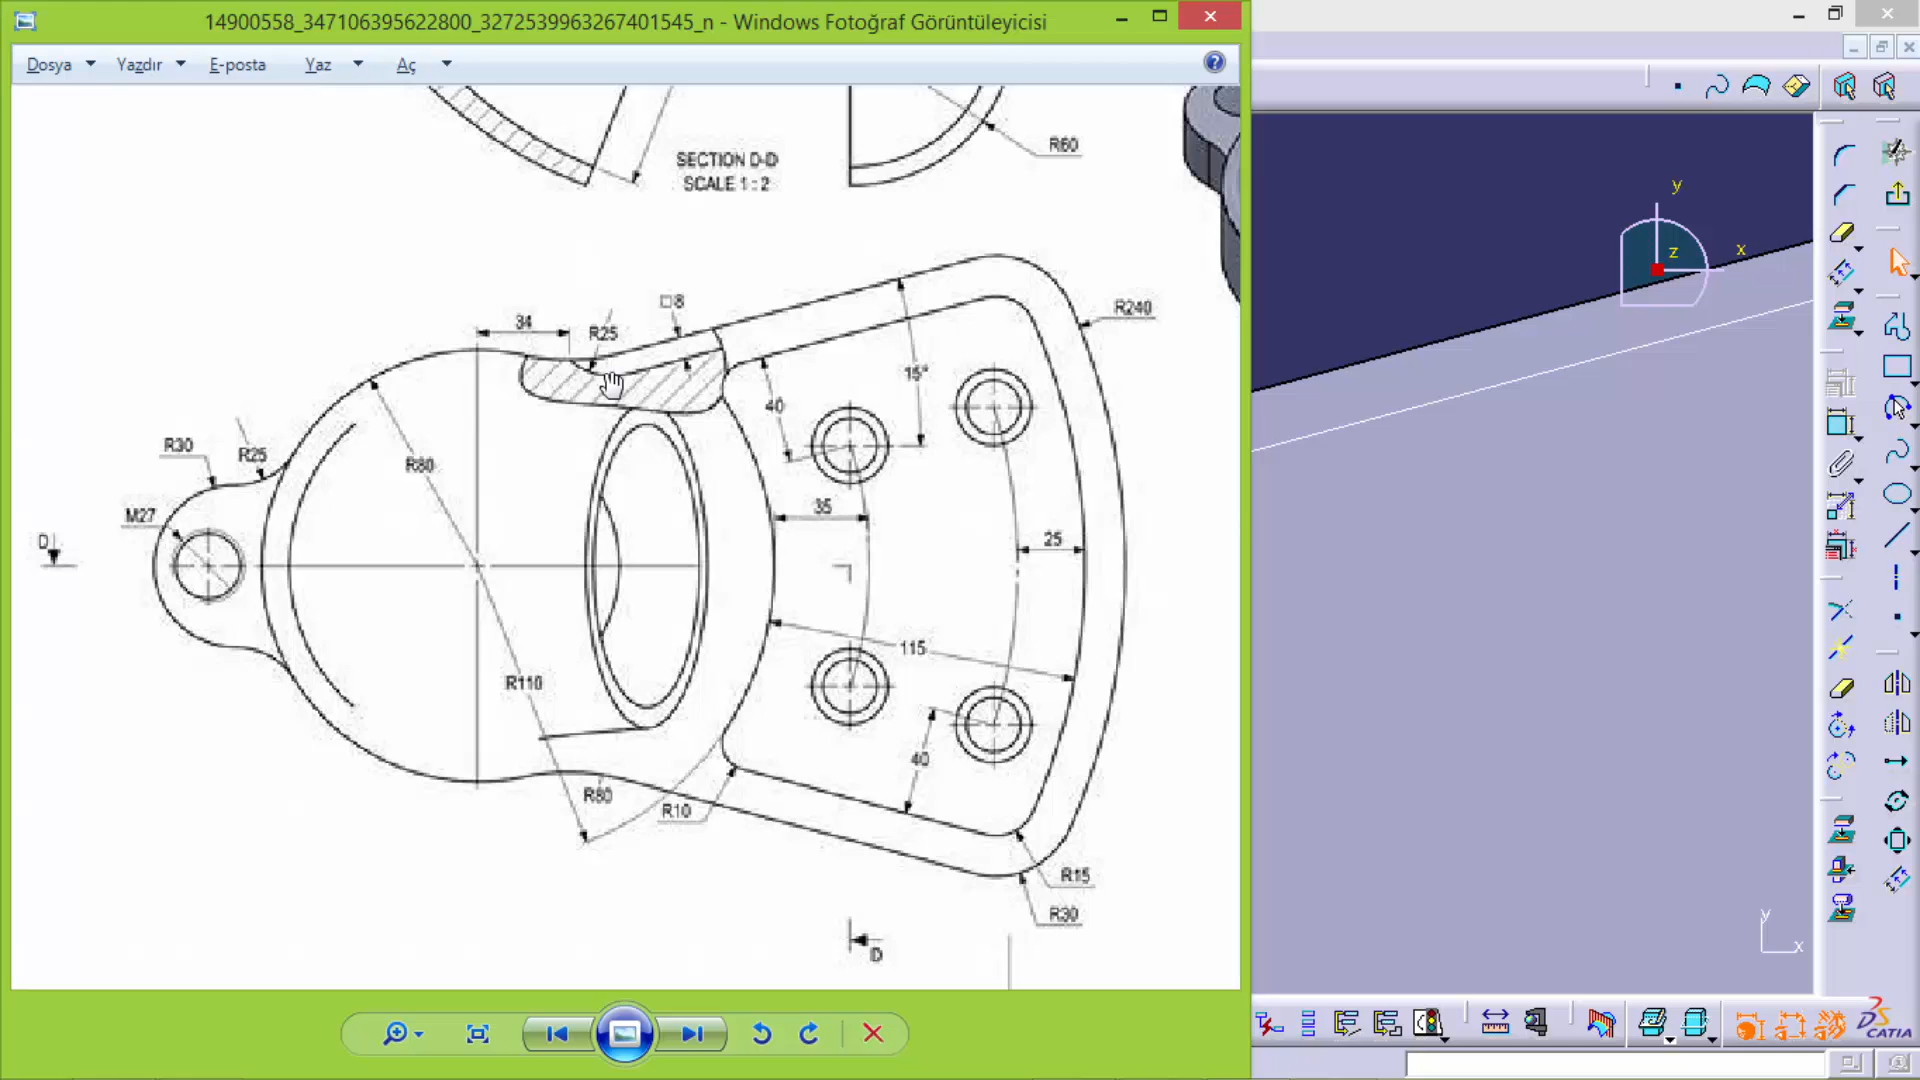 14900558_347106395622800_3272539963267401545_n - Windows Fotoğraf Görüntüleyicisi
Dosya Yazdır E-posta Yaz Aç
R60
SECTION D-D
SCALE 1 : 2
y
x
z
□8
34
R25
R240
15°
40
R80
R30
R25
M27
35
D
25
115
R110
40
R80
R10
R15
R30
D
y
x
CATIA